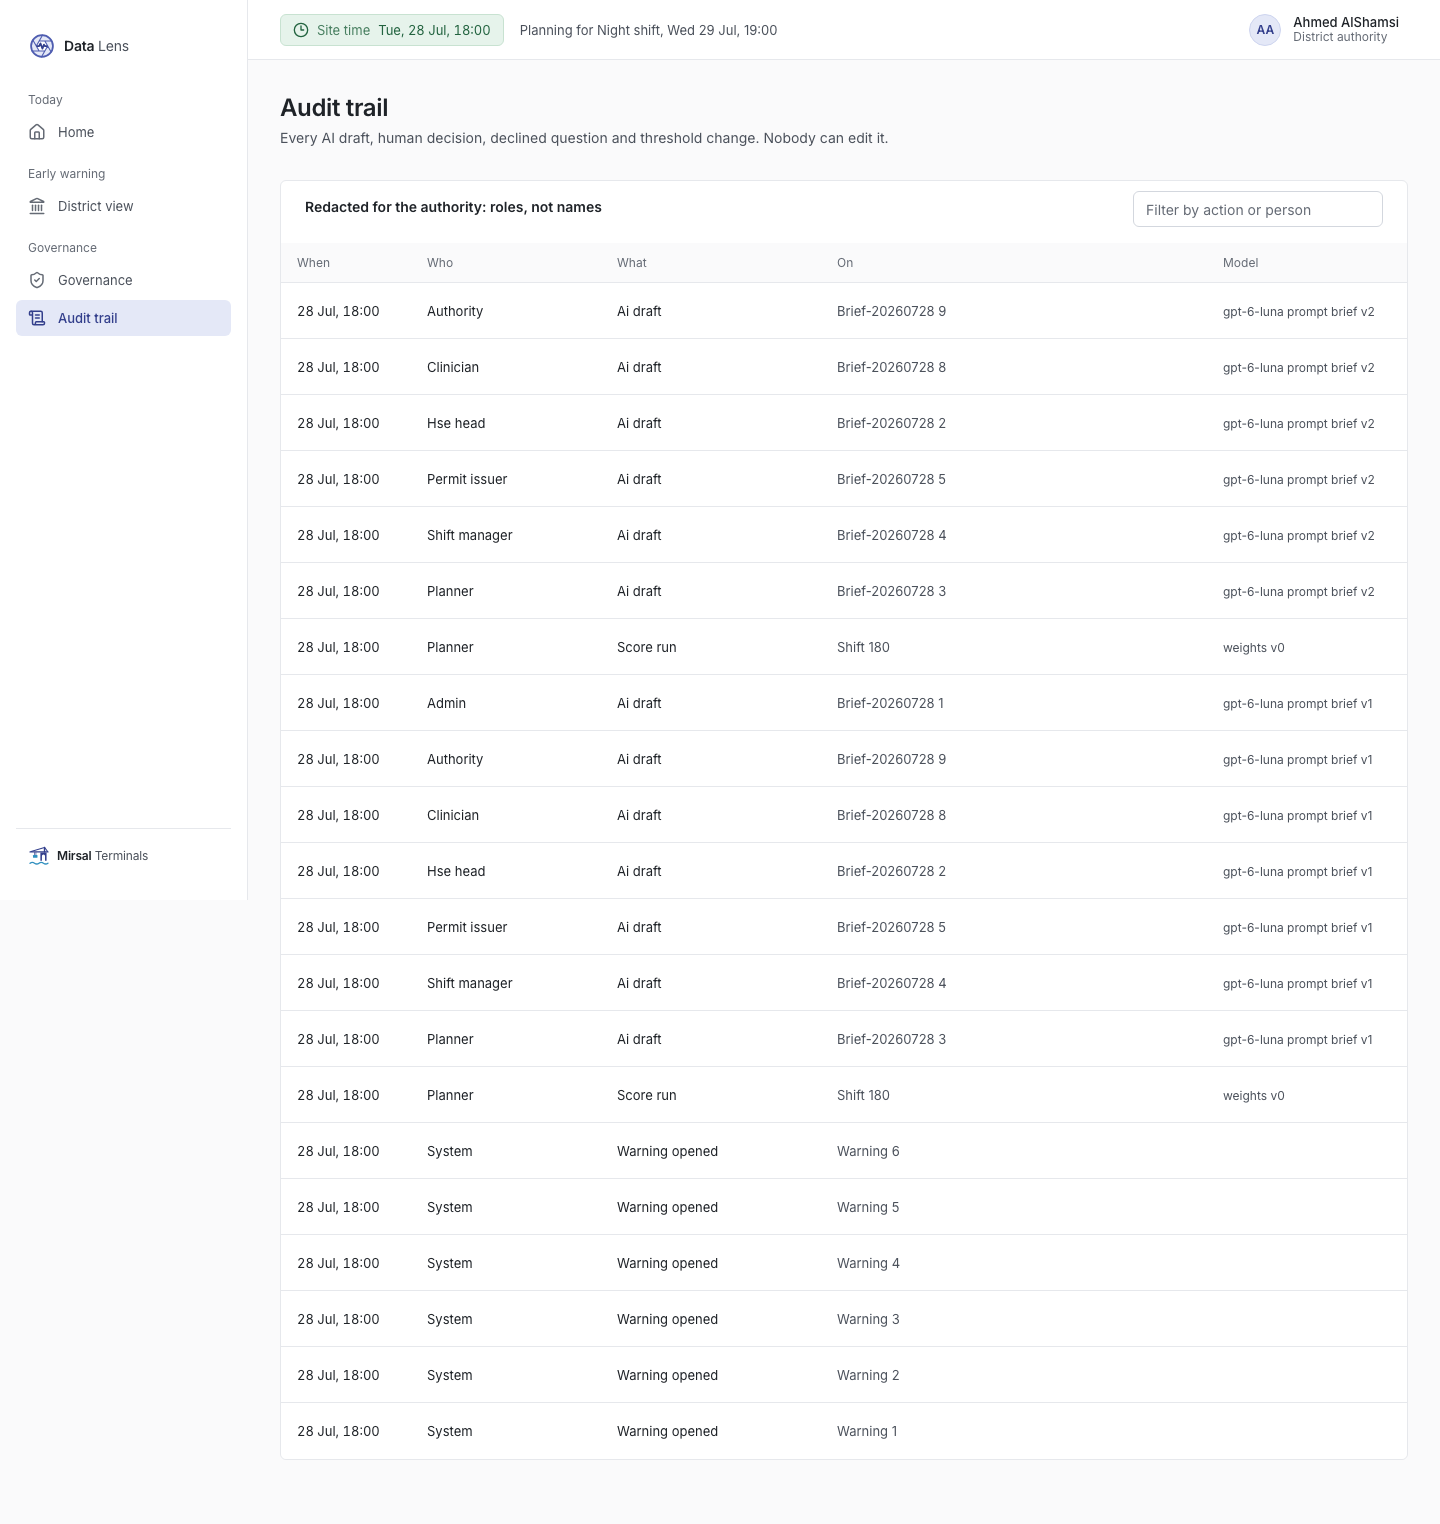 Data Lens
Today
Home
Early warning
District view
Governance
Governance
Audit trail
Mirsal Terminals
Site time Tue, 28 Jul, 18:00
Planning for Night shift, Wed 29 Jul, 19:00
AA
Ahmed AlShamsi
District authority
Audit trail
Every AI draft, human decision, declined question and threshold change. Nobody can edit it.
Redacted for the authority: roles, not names
Filter by action or person
When Who What On Model
28 Jul, 18:00 Authority Ai draft Brief-20260728 9 gpt-6-luna prompt brief v2
28 Jul, 18:00 Clinician Ai draft Brief-20260728 8 gpt-6-luna prompt brief v2
28 Jul, 18:00 Hse head Ai draft Brief-20260728 2 gpt-6-luna prompt brief v2
28 Jul, 18:00 Permit issuer Ai draft Brief-20260728 5 gpt-6-luna prompt brief v2
28 Jul, 18:00 Shift manager Ai draft Brief-20260728 4 gpt-6-luna prompt brief v2
28 Jul, 18:00 Planner Ai draft Brief-20260728 3 gpt-6-luna prompt brief v2
28 Jul, 18:00 Planner Score run Shift 180 weights v0
28 Jul, 18:00 Admin Ai draft Brief-20260728 1 gpt-6-luna prompt brief v1
28 Jul, 18:00 Authority Ai draft Brief-20260728 9 gpt-6-luna prompt brief v1
28 Jul, 18:00 Clinician Ai draft Brief-20260728 8 gpt-6-luna prompt brief v1
28 Jul, 18:00 Hse head Ai draft Brief-20260728 2 gpt-6-luna prompt brief v1
28 Jul, 18:00 Permit issuer Ai draft Brief-20260728 5 gpt-6-luna prompt brief v1
28 Jul, 18:00 Shift manager Ai draft Brief-20260728 4 gpt-6-luna prompt brief v1
28 Jul, 18:00 Planner Ai draft Brief-20260728 3 gpt-6-luna prompt brief v1
28 Jul, 18:00 Planner Score run Shift 180 weights v0
28 Jul, 18:00 System Warning opened Warning 6
28 Jul, 18:00 System Warning opened Warning 5
28 Jul, 18:00 System Warning opened Warning 4
28 Jul, 18:00 System Warning opened Warning 3
28 Jul, 18:00 System Warning opened Warning 2
28 Jul, 18:00 System Warning opened Warning 1